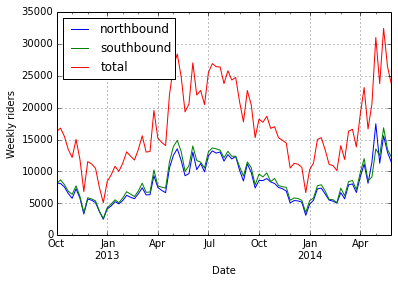 35000
30000
25000
20000
15000
10000
5000
0
Weekly riders
northbound
southbound
total
Oct Jan Apr Jul Oct Jan Apr
2013 2014
Date